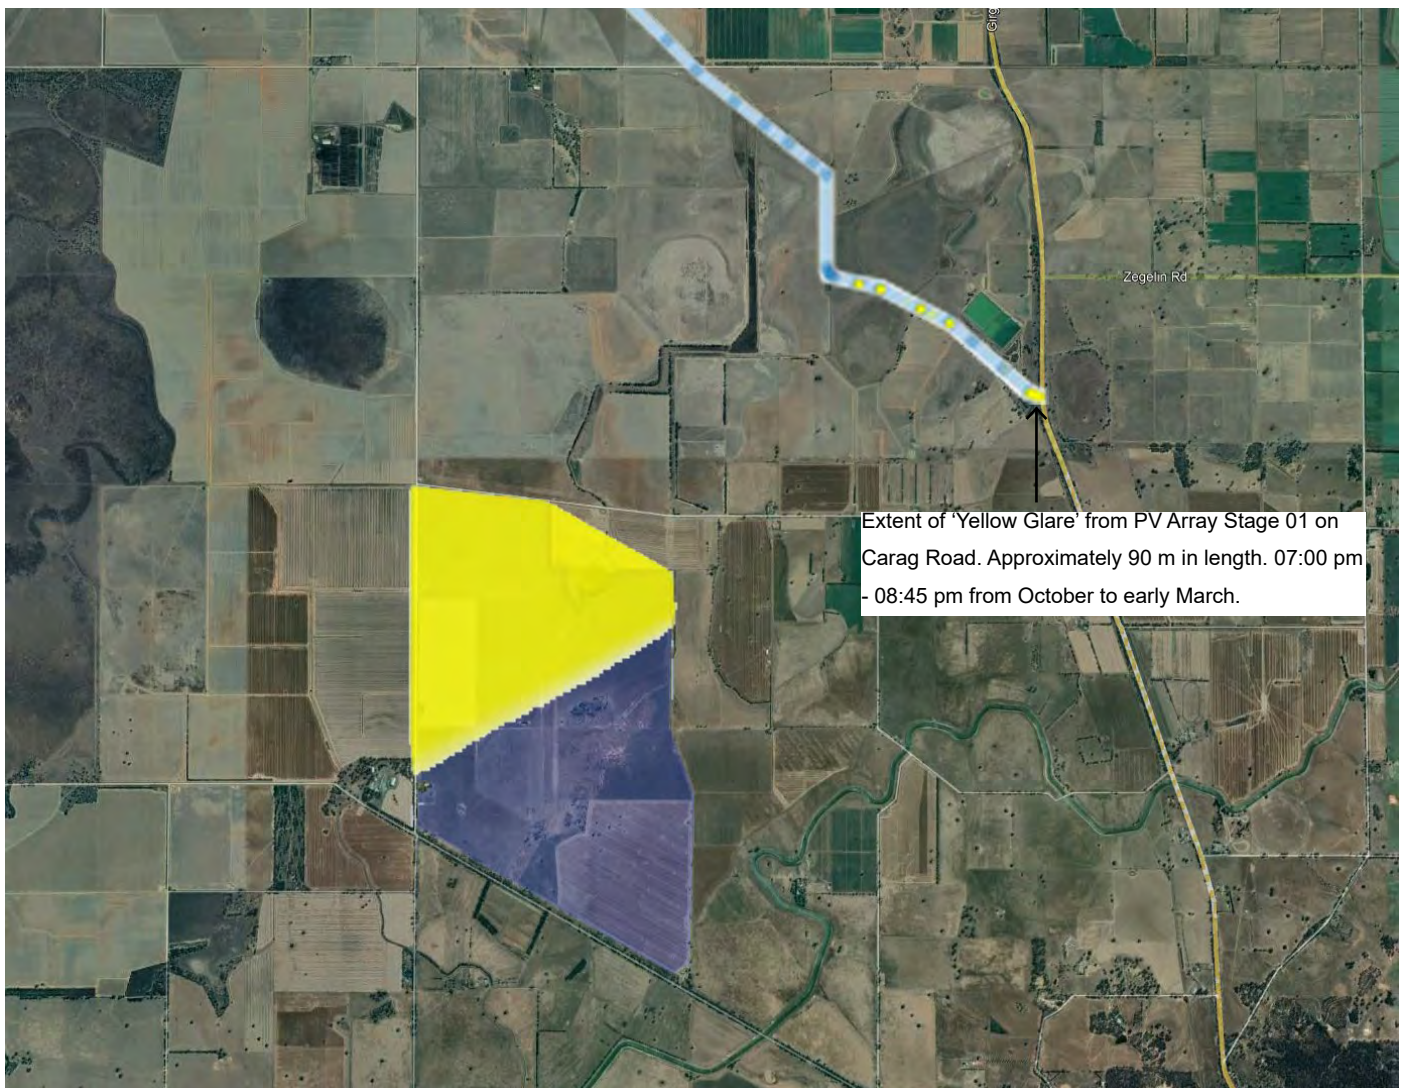 Girg
Zegelin Rd
Extent of ‘Yellow Glare’ from PV Array Stage 01 on
Carag Road. Approximately 90 m in length. 07:00 pm
- 08:45 pm from October to early March.